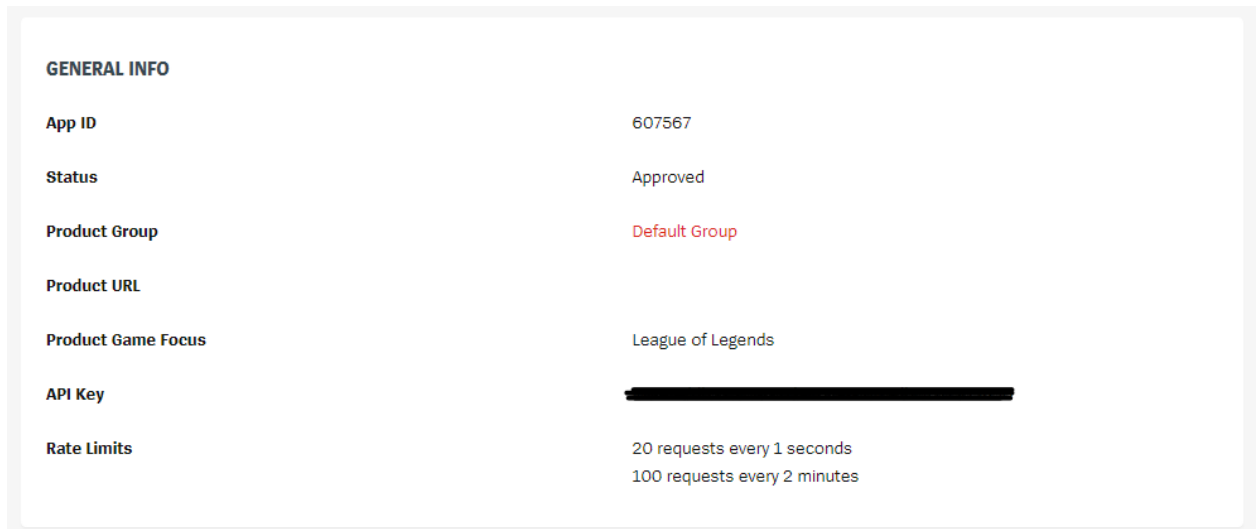 GENERAL INFO
App ID 607567
Status Approved
Product Group Default Group
Product URL
Product Game Focus League of Legends
API Key
Rate Limits 20 requests every 1 seconds
100 requests every 2 minutes